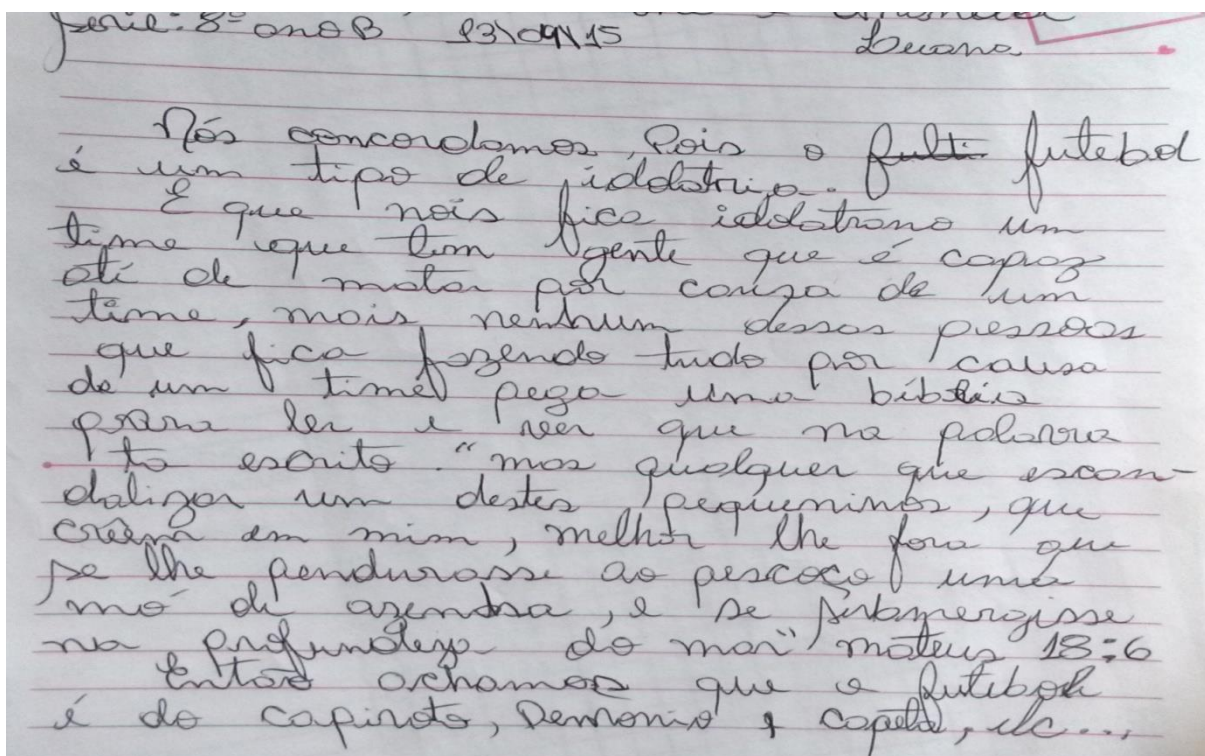 Serie: 8º ano B 23\09\15
Luana
Nós concordamos, Pois o fulti futebol
é um tipo de idolatria.
E que nois fica idolatrano um
time que tem gente que é capaz
até de matar por couza de um
time, mais nenhum dessas pessoas
que fica fazendo tudo por causa
de um time pega uma bíblia
para ler e veer que na palavra
ta escrito "mas qualquer que escan-
dalizar um destes pequeninos, que
creem em mim, melhor lhe fora que
se lhe pendurasse ao pescoço uma
mó de azenha, e se submergisse
na profundeza do mar" mateus 18:6
Então achamos que o futebol
é do capiroto, Demônio, capeta, etc...,